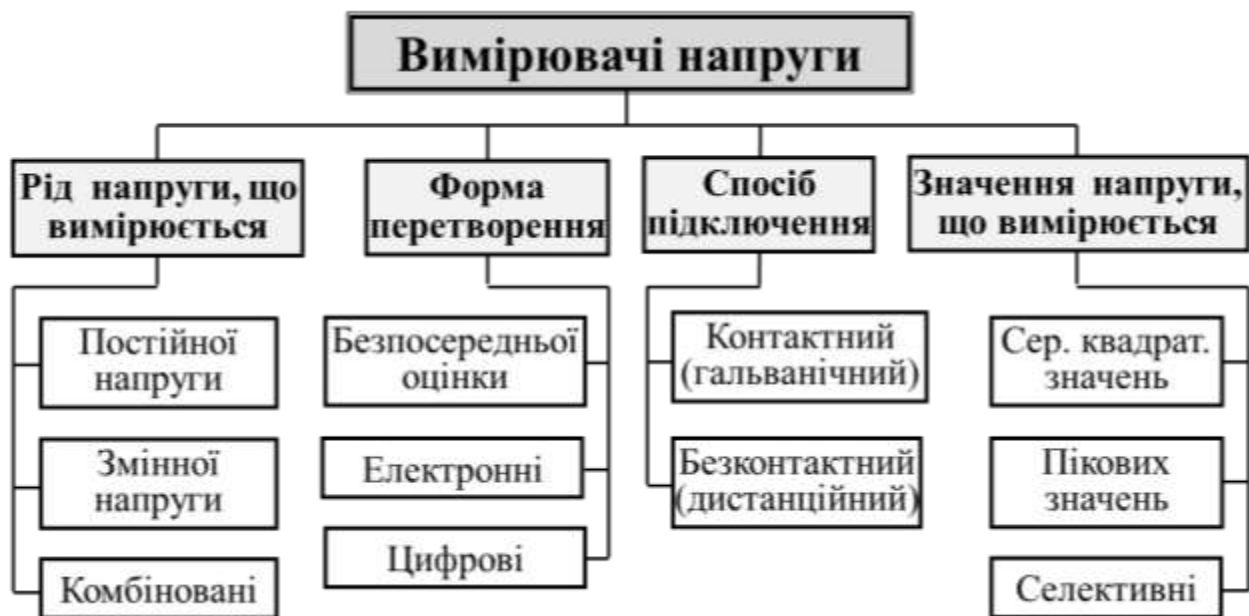 Вимірювачі напруги
Рід напруги, що
вимірюється
Форма
перетворення
Спосіб
підключення
Значення напруги,
що вимірюється
Постійної
напруги
Змінної
напруги
Комбіновані
Безпосередньої
оцінки
Електронні
Цифрові
Контактний
(гальванічний)
Безконтактний
(дистанційний)
Сер. квадрат.
значень
Пікових
значень
Селективні